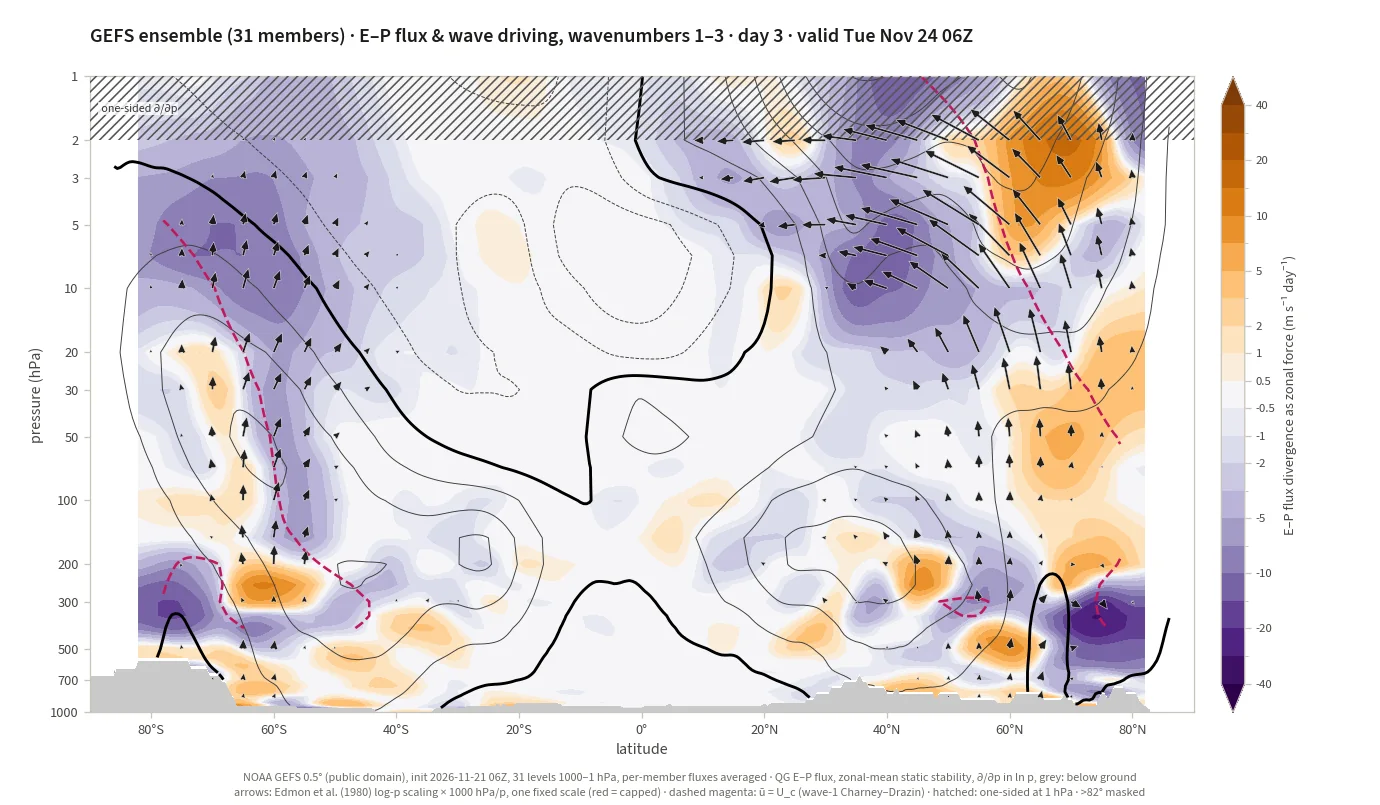 GEFS ensemble (31 members) · E–P flux & wave driving, wavenumbers 1–3 · day 3 · valid Tue Nov 24 06Z
one-sided ∂/∂p
1
2
3
5
10
20
30
50
100
200
300
500
700
1000
pressure (hPa)
80°S
60°S
40°S
20°S
0°
20°N
40°N
60°N
80°N
latitude
40
20
10
5
2
1
0.5
-0.5
-1
-2
-5
-10
-20
-40
E–P flux divergence as zonal force (m s⁻¹ day⁻¹)
NOAA GEFS 0.5° (public domain), init 2026-11-21 06Z, 31 levels 1000–1 hPa, per-member fluxes averaged · QG E–P flux, zonal-mean static stability, ∂/∂p in ln p, grey: below ground
arrows: Edmon et al. (1980) log-p scaling × 1000 hPa/p, one fixed scale (red = capped) · dashed magenta: ū = U_c (wave-1 Charney–Drazin) · hatched: one-sided at 1 hPa · >82° masked